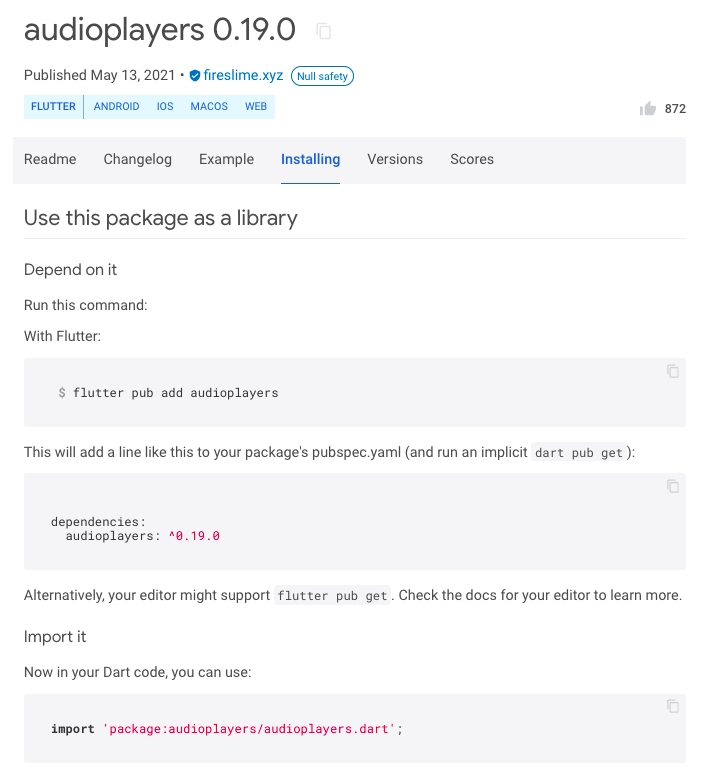 audioplayers 0.19.0
Published May 13, 2021 • fireslime.xyz Null safety
FLUTTER ANDROID IOS MACOS WEB 872
Readme Changelog Example Installing Versions Scores
Use this package as a library
Depend on it
Run this command:
With Flutter:
$ flutter pub add audioplayers
This will add a line like this to your package's pubspec.yaml (and run an implicit dart pub get):
dependencies:
  audioplayers: ^0.19.0
Alternatively, your editor might support flutter pub get. Check the docs for your editor to learn more.
Import it
Now in your Dart code, you can use:
import 'package:audioplayers/audioplayers.dart';